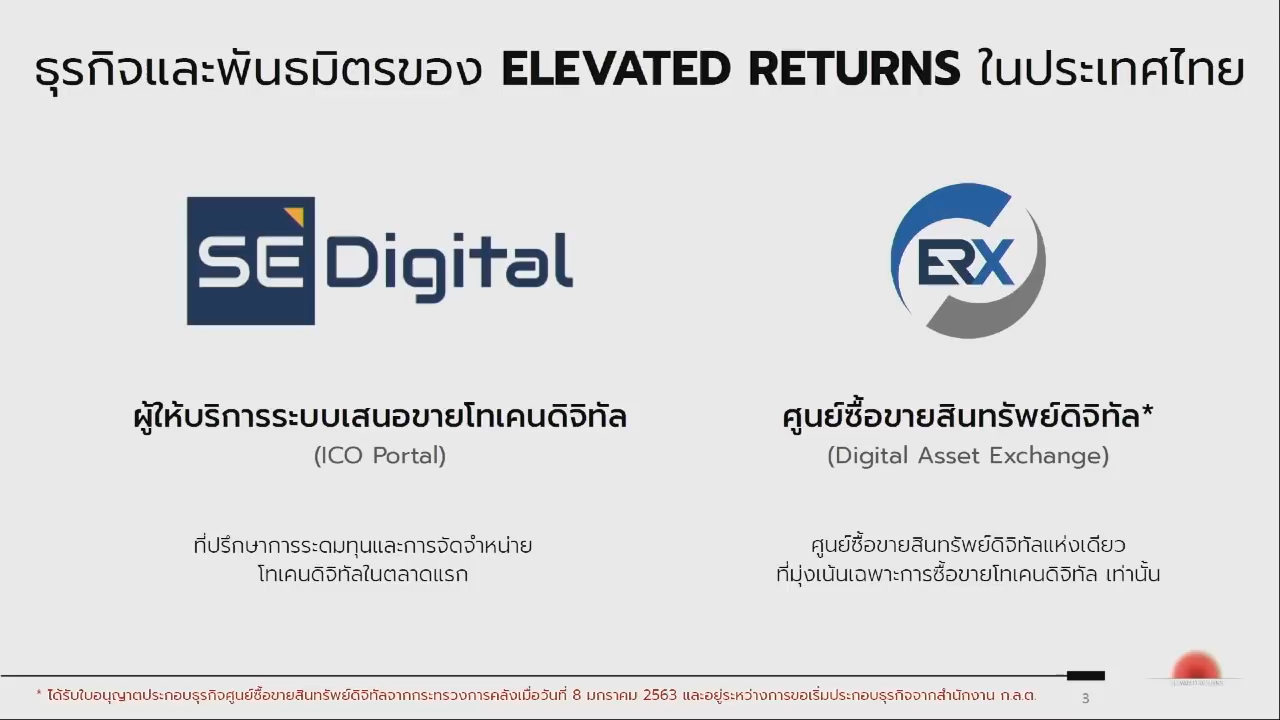 ธุรกิจและพันธมิตรของ ELEVATED RETURNS ในประเทศไทย
SE Digital
ERX
ผู้ให้บริการระบบเสนอขายโทเคนดิจิทัล
(ICO Portal)
ศูนย์ซื้อขายสินทรัพย์ดิจิทัล*
(Digital Asset Exchange)
ที่ปรึกษาการระดมทุนและการจัดจำหน่าย
โทเคนดิจิทัลในตลาดแรก
ศูนย์ซื้อขายสินทรัพย์ดิจิทัลแห่งเดียว
ที่มุ่งเน้นเฉพาะการซื้อขายโทเคนดิจิทัล เท่านั้น
* ได้รับใบอนุญาตประกอบธุรกิจศูนย์ซื้อขายสินทรัพย์ดิจิทัลจากกระทรวงการคลังเมื่อวันที่ 8 มกราคม 2563 และอยู่ระหว่างการขอเริ่มประกอบธุรกิจจากสำนักงาน ก.ล.ต.
3
ELEVATED RETURNS